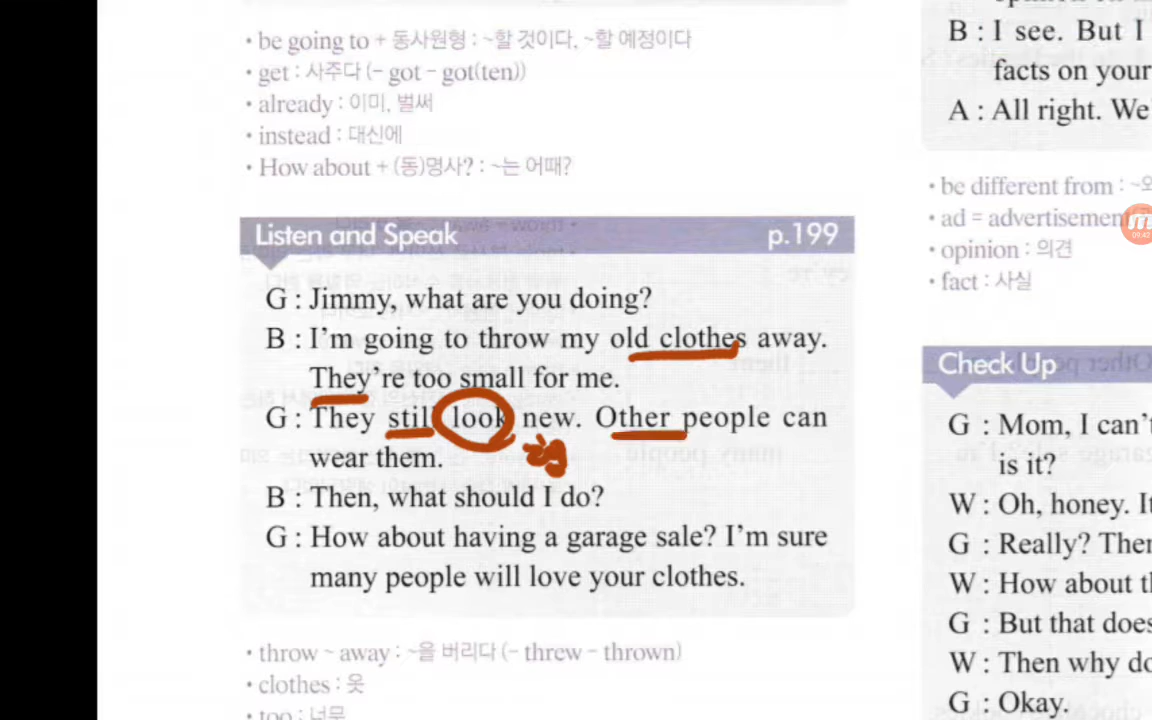 • be going to + 동사원형 : ~할 것이다, ~할 예정이다
• get : 사주다 (– got – got(ten))
• already : 이미, 벌써
• instead : 대신에
• How about + (동)명사? : ~는 어때?
Listen and Speak p.199
G : Jimmy, what are you doing?
B : I'm going to throw my old clothes away.
They're too small for me.
G : They still look new. Other people can
wear them.
B : Then, what should I do?
G : How about having a garage sale? I'm sure
many people will love your clothes.
• throw ~ away : ~을 버리다 (– threw – thrown)
• clothes : 옷
• too : 너무
B : I see. But I
facts on your
A : All right. We'
• be different from : ~와
• ad = advertisement
• opinion : 의견
• fact : 사실
Check Up
G : Mom, I can't
is it?
W : Oh, honey. It
G : Really? Then
W : How about th
G : But that does
W : Then why do
G : Okay.